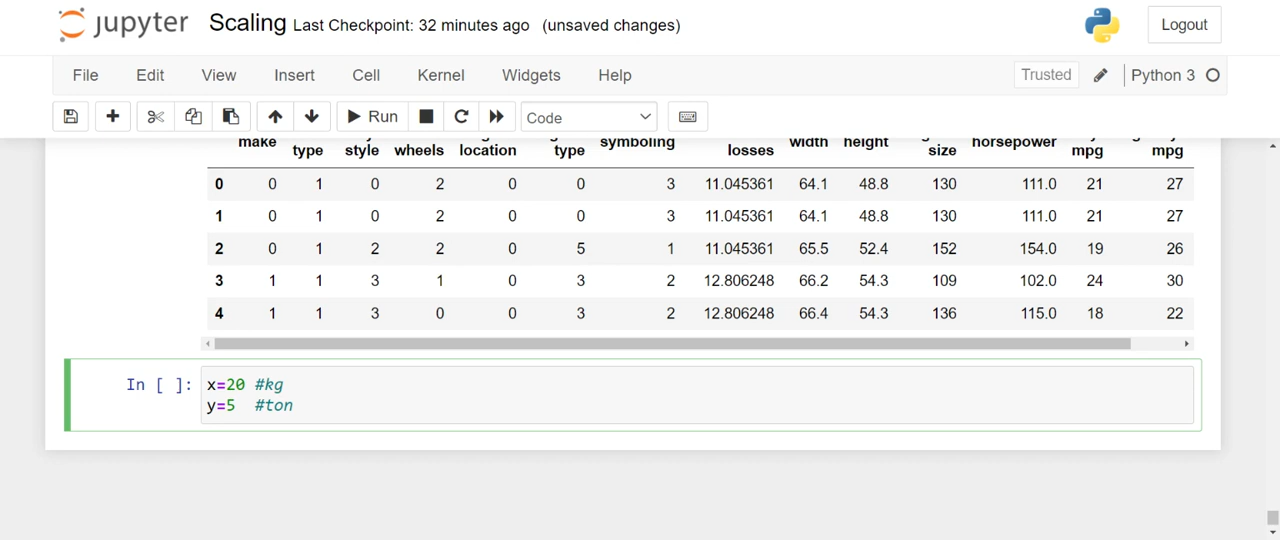 jupyter Scaling Last Checkpoint: 32 minutes ago (unsaved changes) Logout
File Edit View Insert Cell Kernel Widgets Help Trusted Python 3
Run Code
make symboling width height horsepower
type style wheels location type losses size mpg mpg
0 0 1 0 2 0 0 3 11.045361 64.1 48.8 130 111.0 21 27
1 0 1 0 2 0 0 3 11.045361 64.1 48.8 130 111.0 21 27
2 0 1 2 2 0 5 1 11.045361 65.5 52.4 152 154.0 19 26
3 1 1 3 1 0 3 2 12.806248 66.2 54.3 109 102.0 24 30
4 1 1 3 0 0 3 2 12.806248 66.4 54.3 136 115.0 18 22
In [ ]: x=20 #kg
y=5 #ton